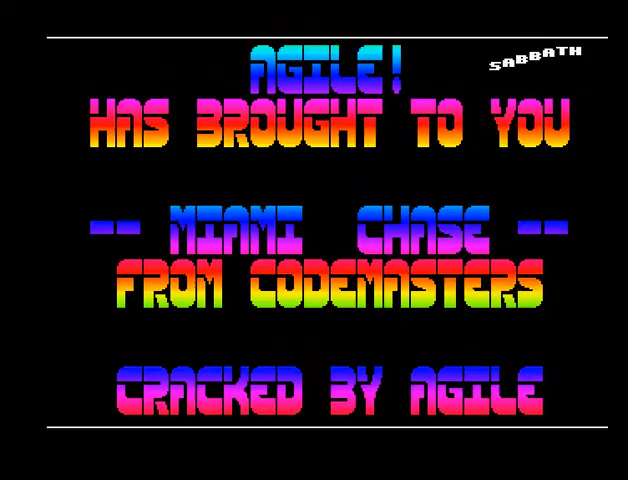 AGILE!
SABBATH
HAS BROUGHT TO YOU
-- MIAMI CHASE --
FROM CODEMASTERS
CRACKED BY AGILE